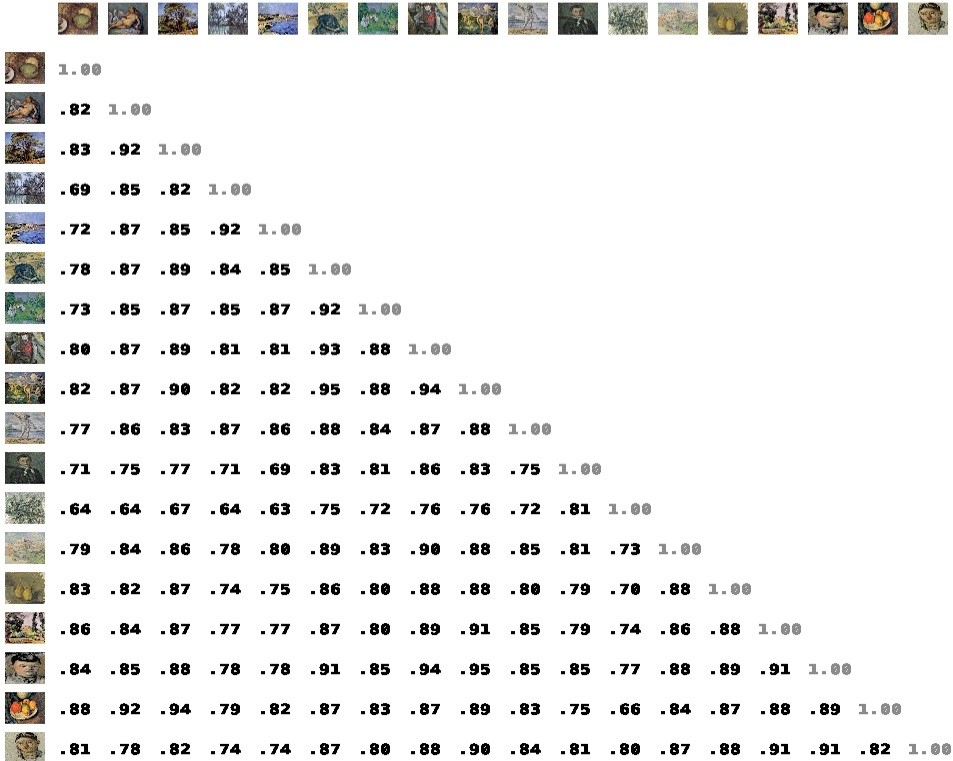 1.00
.82 1.00
.83 .92 1.00
.69 .85 .82 1.00
.72 .87 .85 .92 1.00
.78 .87 .89 .84 .85 1.00
.73 .85 .87 .85 .87 .92 1.00
.80 .87 .89 .81 .81 .93 .88 1.00
.82 .87 .90 .82 .82 .95 .88 .94 1.00
.77 .86 .83 .87 .86 .88 .84 .87 .88 1.00
.71 .75 .77 .71 .69 .83 .81 .86 .83 .75 1.00
.64 .64 .67 .64 .63 .75 .72 .76 .76 .72 .81 1.00
.79 .84 .86 .78 .80 .89 .83 .90 .88 .85 .81 .73 1.00
.83 .82 .87 .74 .75 .86 .80 .88 .88 .80 .79 .70 .88 1.00
.86 .84 .87 .77 .77 .87 .80 .89 .91 .85 .79 .74 .86 .88 1.00
.84 .85 .88 .78 .78 .91 .85 .94 .95 .85 .85 .77 .88 .89 .91 1.00
.88 .92 .94 .79 .82 .87 .83 .87 .89 .83 .75 .66 .84 .87 .88 .89 1.00
.81 .78 .82 .74 .74 .87 .80 .88 .90 .84 .81 .80 .87 .88 .91 .91 .82 1.00